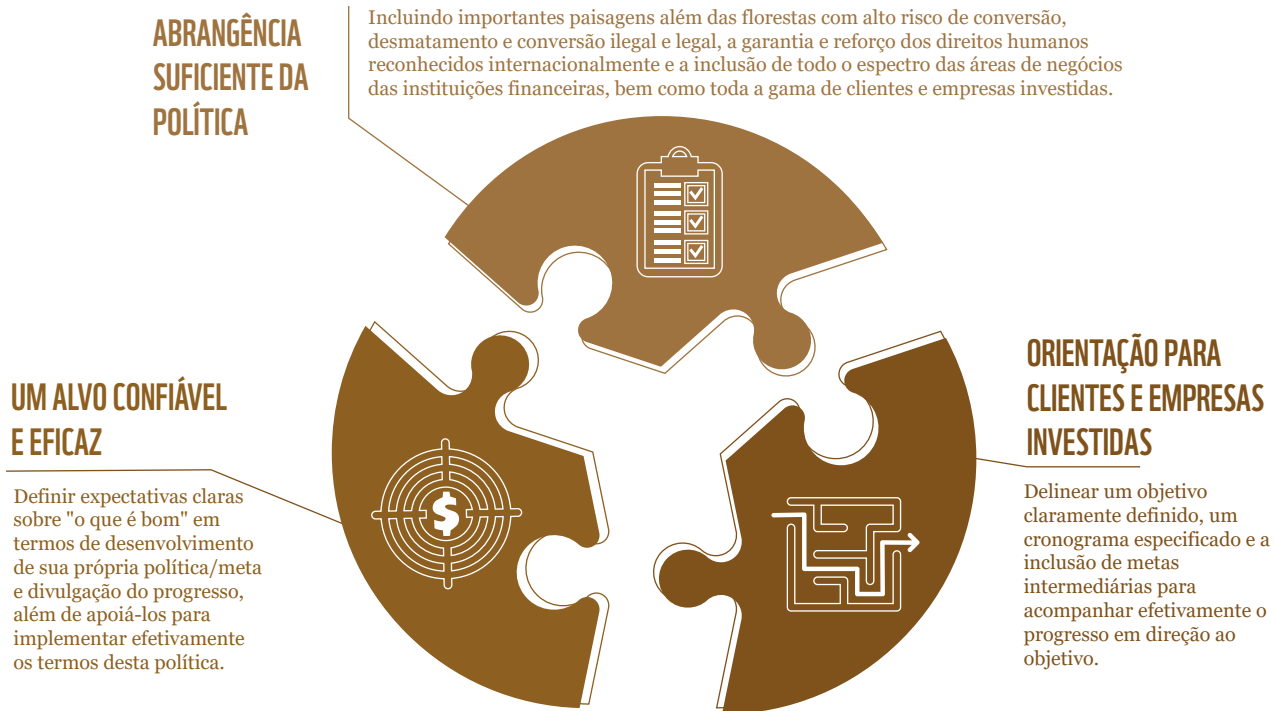 ABRANGÊNCIA
SUFICIENTE DA
POLÍTICA
Incluindo importantes paisagens além das florestas com alto risco de conversão,
desmatamento e conversão ilegal e legal, a garantia e reforço dos direitos humanos
reconhecidos internacionalmente e a inclusão de todo o espectro das áreas de negócios
das instituições financeiras, bem como toda a gama de clientes e empresas investidas.
UM ALVO CONFIÁVEL
E EFICAZ
Definir expectativas claras
sobre "o que é bom" em
termos de desenvolvimento
de sua própria política/meta
e divulgação do progresso,
além de apoiá-los para
implementar efetivamente
os termos desta política.
$
ORIENTAÇÃO PARA
CLIENTES E EMPRESAS
INVESTIDAS
Delinear um objetivo
claramente definido, um
cronograma especificado e a
inclusão de metas
intermediárias para
acompanhar efetivamente o
progresso em direção ao
objetivo.